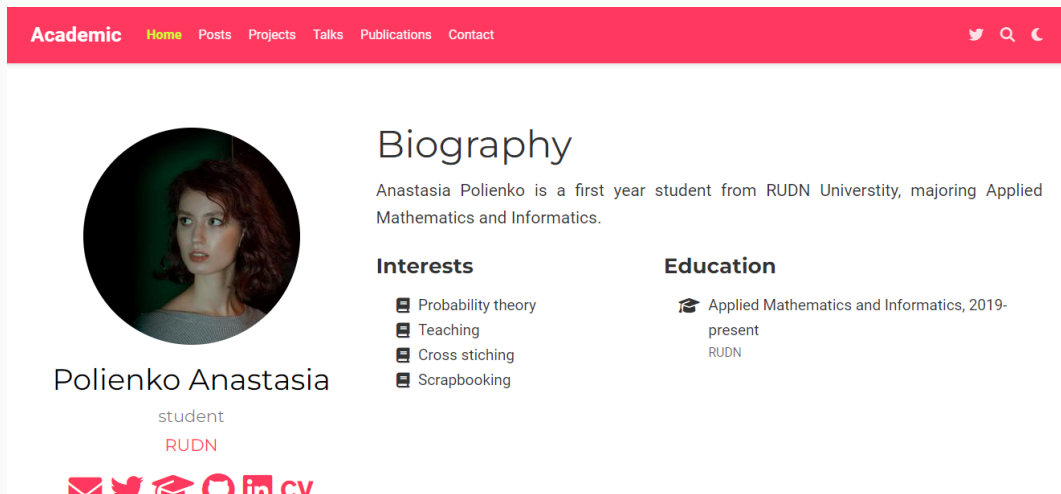 Academic Home Posts Projects Talks Publications Contact
Biography
Anastasia Polienko is a first year student from RUDN Universtity, majoring Applied
Mathematics and Informatics.
Interests
Probability theory
Teaching
Cross stiching
Scrapbooking
Education
Applied Mathematics and Informatics, 2019-
present
RUDN
Polienko Anastasia
student
RUDN
in CV